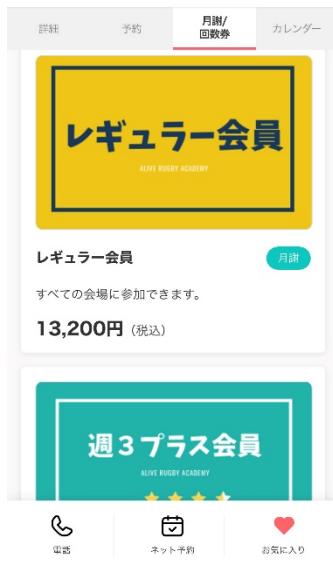 詳細
予約
月謝/
回数券
カレンダー
レギュラー会員
ALIVE RUGBY ACADEMY
レギュラー会員
月謝
すべての会場に参加できます。
13,200円（税込）
週３プラス会員
ALIVE RUGBY ACADEMY
電話
ネット予約
お気に入り